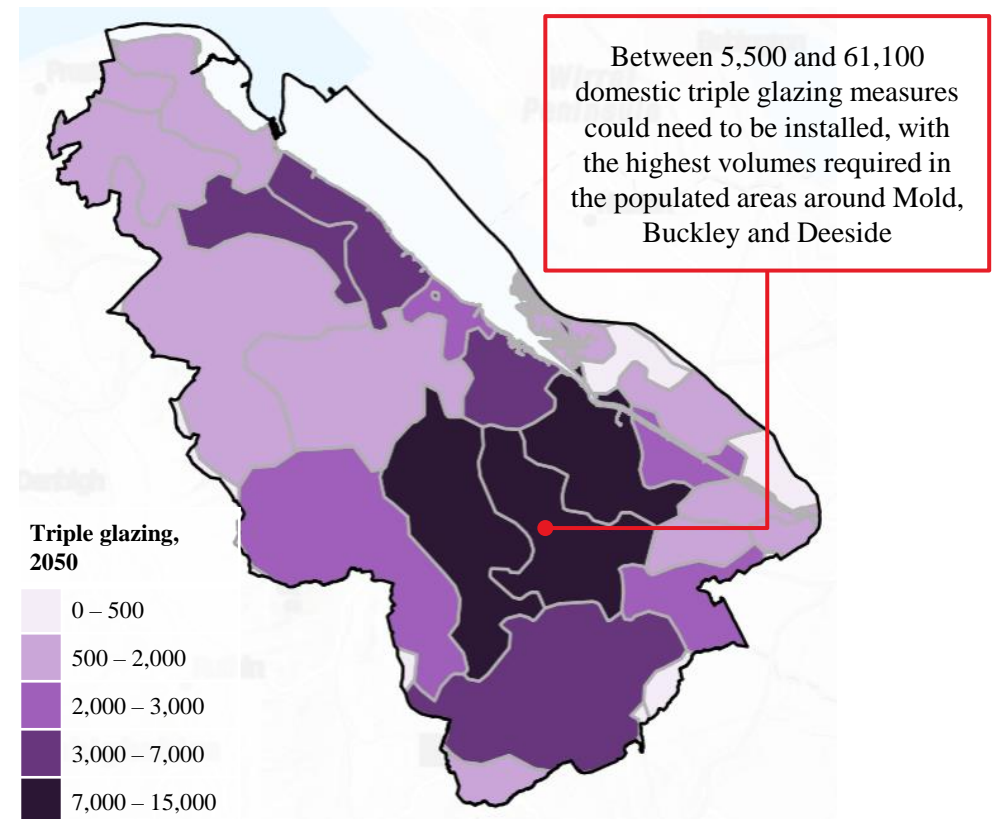 Between 5,500 and 61,100
domestic triple glazing measures
could need to be installed, with
the highest volumes required in
the populated areas around Mold,
Buckley and Deeside
Triple glazing,
2050
0 – 500
500 – 2,000
2,000 – 3,000
3,000 – 7,000
7,000 – 15,000